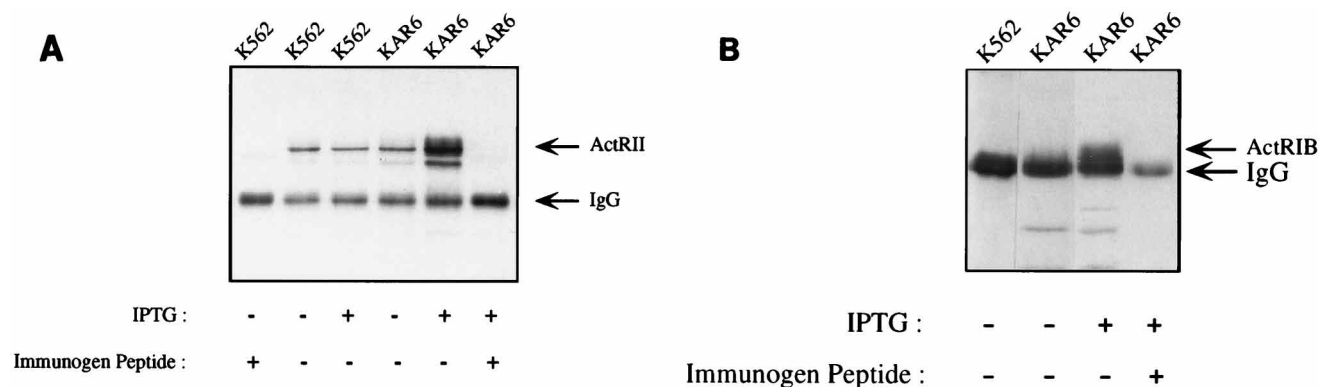 A
K562 K562 K562 KAR6 KAR6 KAR6
ActRII
IgG
IPTG : - - + - + +
Immunogen Peptide : + - - - - +
B
K562 KAR6 KAR6 KAR6
ActRIB
IgG
IPTG : - - + +
Immunogen Peptide : - - - +